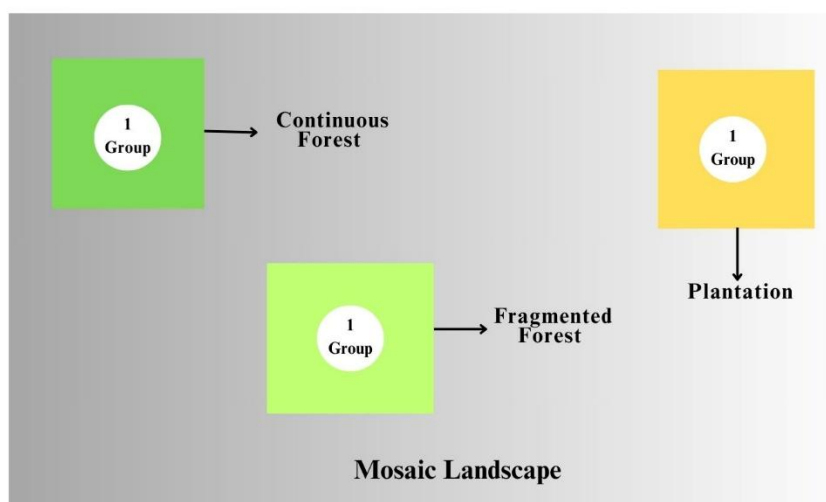 1
Group
Continuous
Forest
1
Group
Plantation
1
Group
Fragmented
Forest
Mosaic Landscape